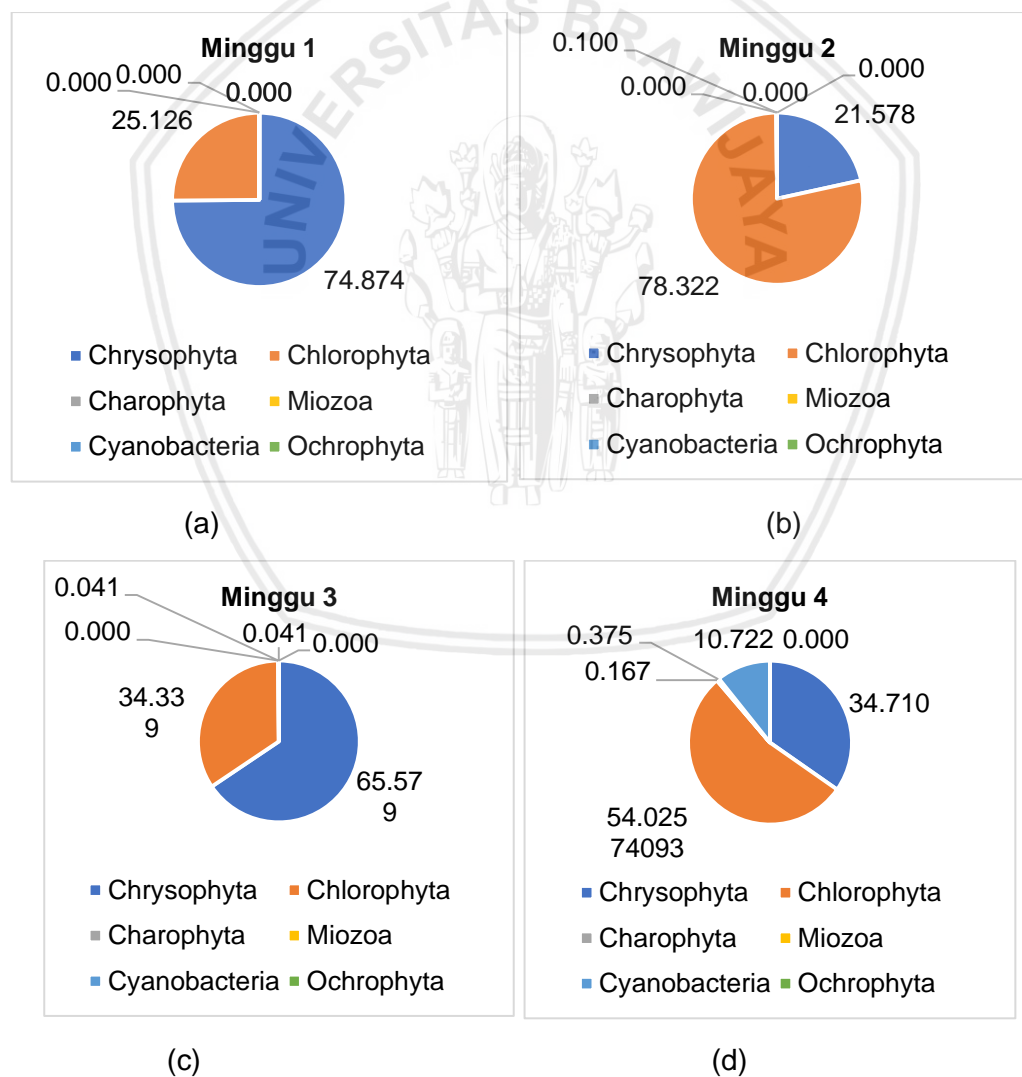 UNIVERSITAS BRAWIJAYA
Minggu 1
0.000
0.000
0.000
25.126
74.874
Chrysophyta
Chlorophyta
Charophyta
Miozoa
Cyanobacteria
Ochrophyta
(a)
Minggu 2
0.100
0.000
0.000
0.000
21.578
78.322
Chrysophyta
Chlorophyta
Charophyta
Miozoa
Cyanobacteria
Ochrophyta
(b)
Minggu 3
0.041
0.000
0.041
0.000
34.33
9
65.57
9
Chrysophyta
Chlorophyta
Charophyta
Miozoa
Cyanobacteria
Ochrophyta
(c)
Minggu 4
0.375
10.722
0.000
0.167
34.710
54.025
74093
Chrysophyta
Chlorophyta
Charophyta
Miozoa
Cyanobacteria
Ochrophyta
(d)